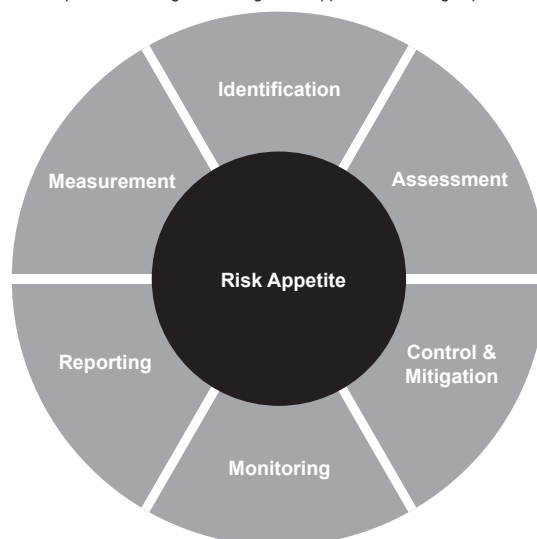 Identification
Measurement
Assessment
Risk Appetite
Reporting
Control &
Mitigation
Monitoring